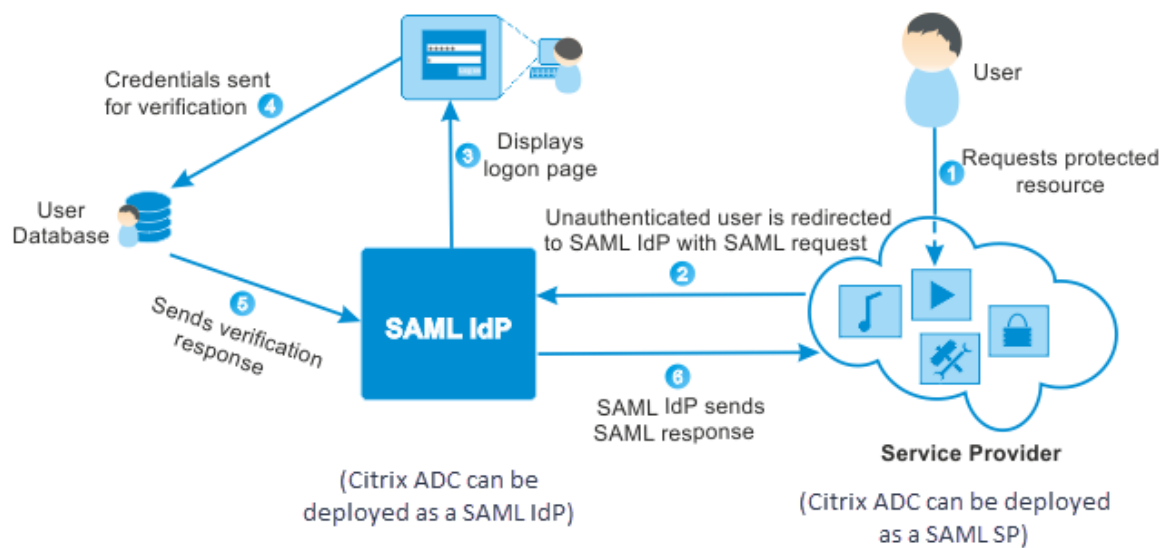 User
1
Requests protected
resource
Unauthenticated user is redirected
to SAML IdP with SAML request
2
3
Displays
logon page
Credentials sent
for verification 4
User
Database
5
Sends verification
response
SAML IdP
6
SAML IdP sends
SAML response
Service Provider
(Citrix ADC can be
deployed as a SAML IdP)
(Citrix ADC can be deployed
as a SAML SP)